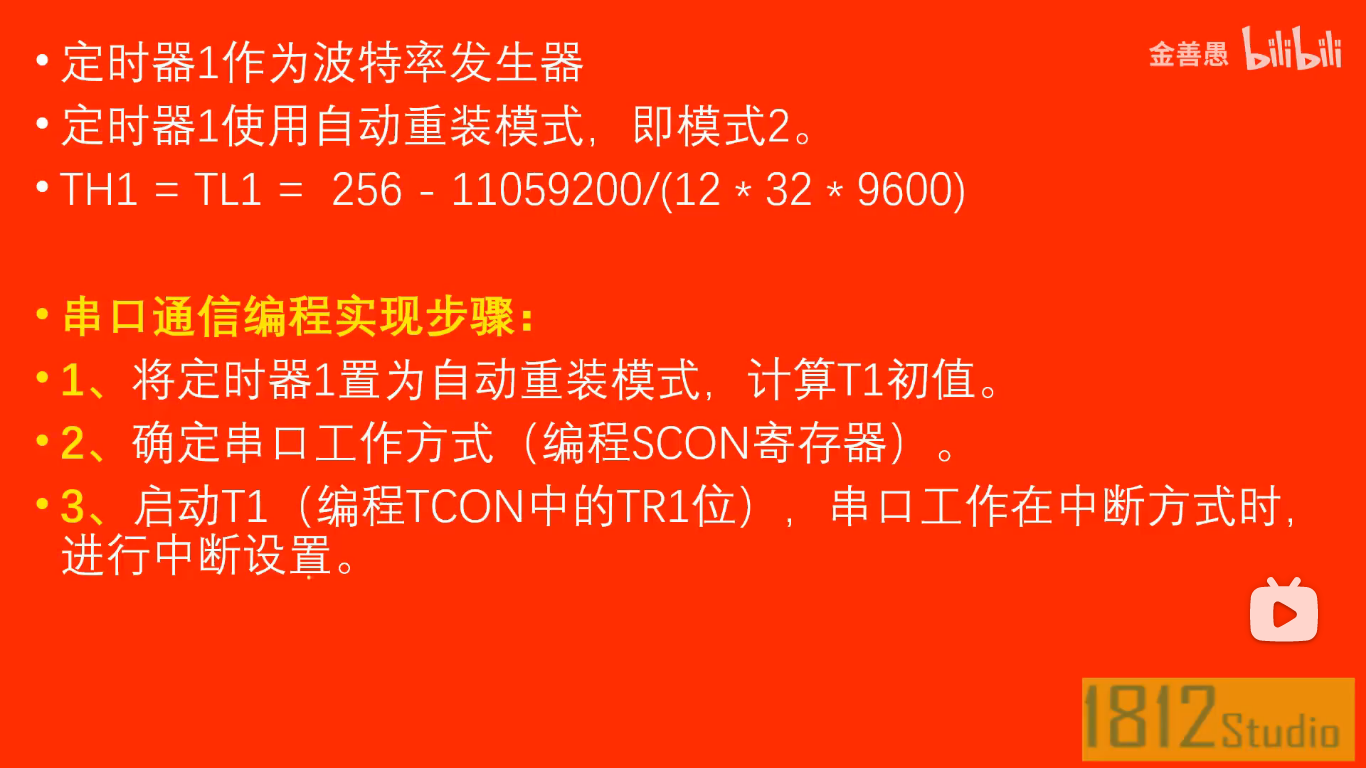 • 定时器1作为波特率发生器
金善愚 bilibili
• 定时器1使用自动重装模式，即模式2。
• TH1 = TL1 = 256 - 11059200/(12 * 32 * 9600)
• 串口通信编程实现步骤：
• 1、将定时器1置为自动重装模式，计算T1初值。
• 2、确定串口工作方式（编程SCON寄存器）。
• 3、启动T1（编程TCON中的TR1位），串口工作在中断方式时，
进行中断设置。
1812Studio